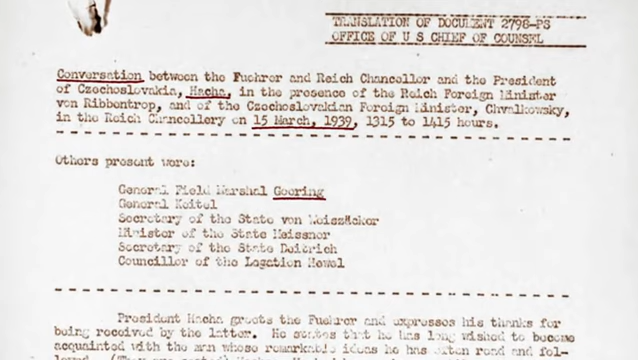 TRANSLATION OF DOCUMENT 2798-PS
OFFICE OF U S CHIEF OF COUNSEL
Conversation between the Fuehrer and Reich Chancellor and the President
of Czechoslovakia, Hacha, in the presence of the Reich Foreign Minister
von Ribbentrop, and of the Czechoslovakian Foreign Minister, Chvalkowsky,
in the Reich Chancellery on 15 March, 1939, 1315 to 1415 hours.
Others present were:
General Field Marshal Goering
General Keitel
Secretary of the State von Weiszäcker
Minister of the State Meissner
Secretary of the State Deitrich
Councillor of the Legation Hewel
President Hacha greets the Fuehrer and expresses his thanks for
being received by the latter. He states that he has long wished to become
acquainted with the man whose remarkable ideas he has often read and fol-